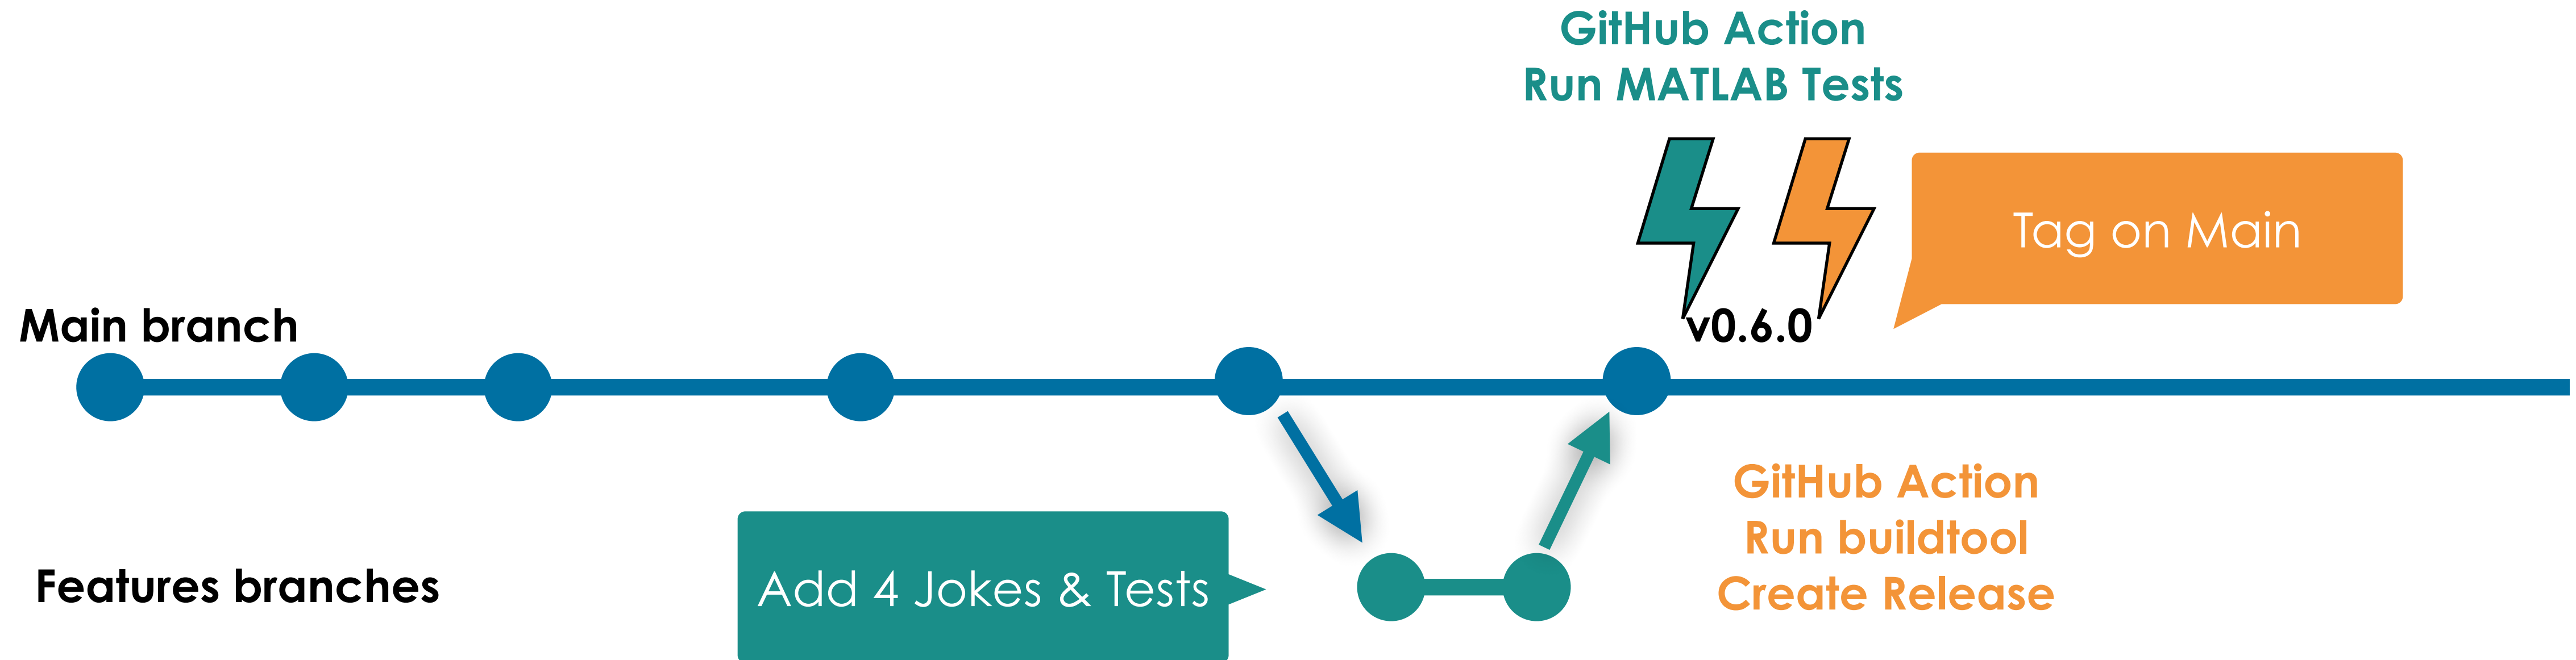 GitHub Action
Run MATLAB Tests
Tag on Main
Main branch
v0.6.0
GitHub Action
Run buildtool
Create Release
Features branches
Add 4 Jokes & Tests